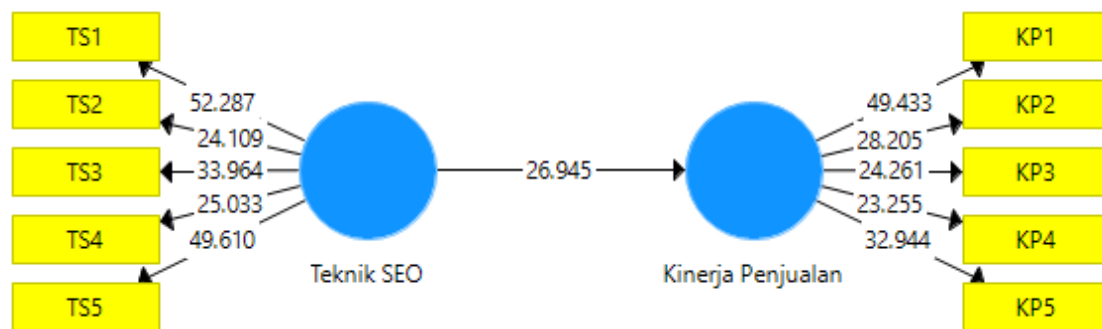 TS1
TS2
TS3
TS4
TS5
52.287
24.109
33.964
25.033
49.610
Teknik SEO
26.945
Kinerja Penjualan
49.433
28.205
24.261
23.255
32.944
KP1
KP2
KP3
KP4
KP5